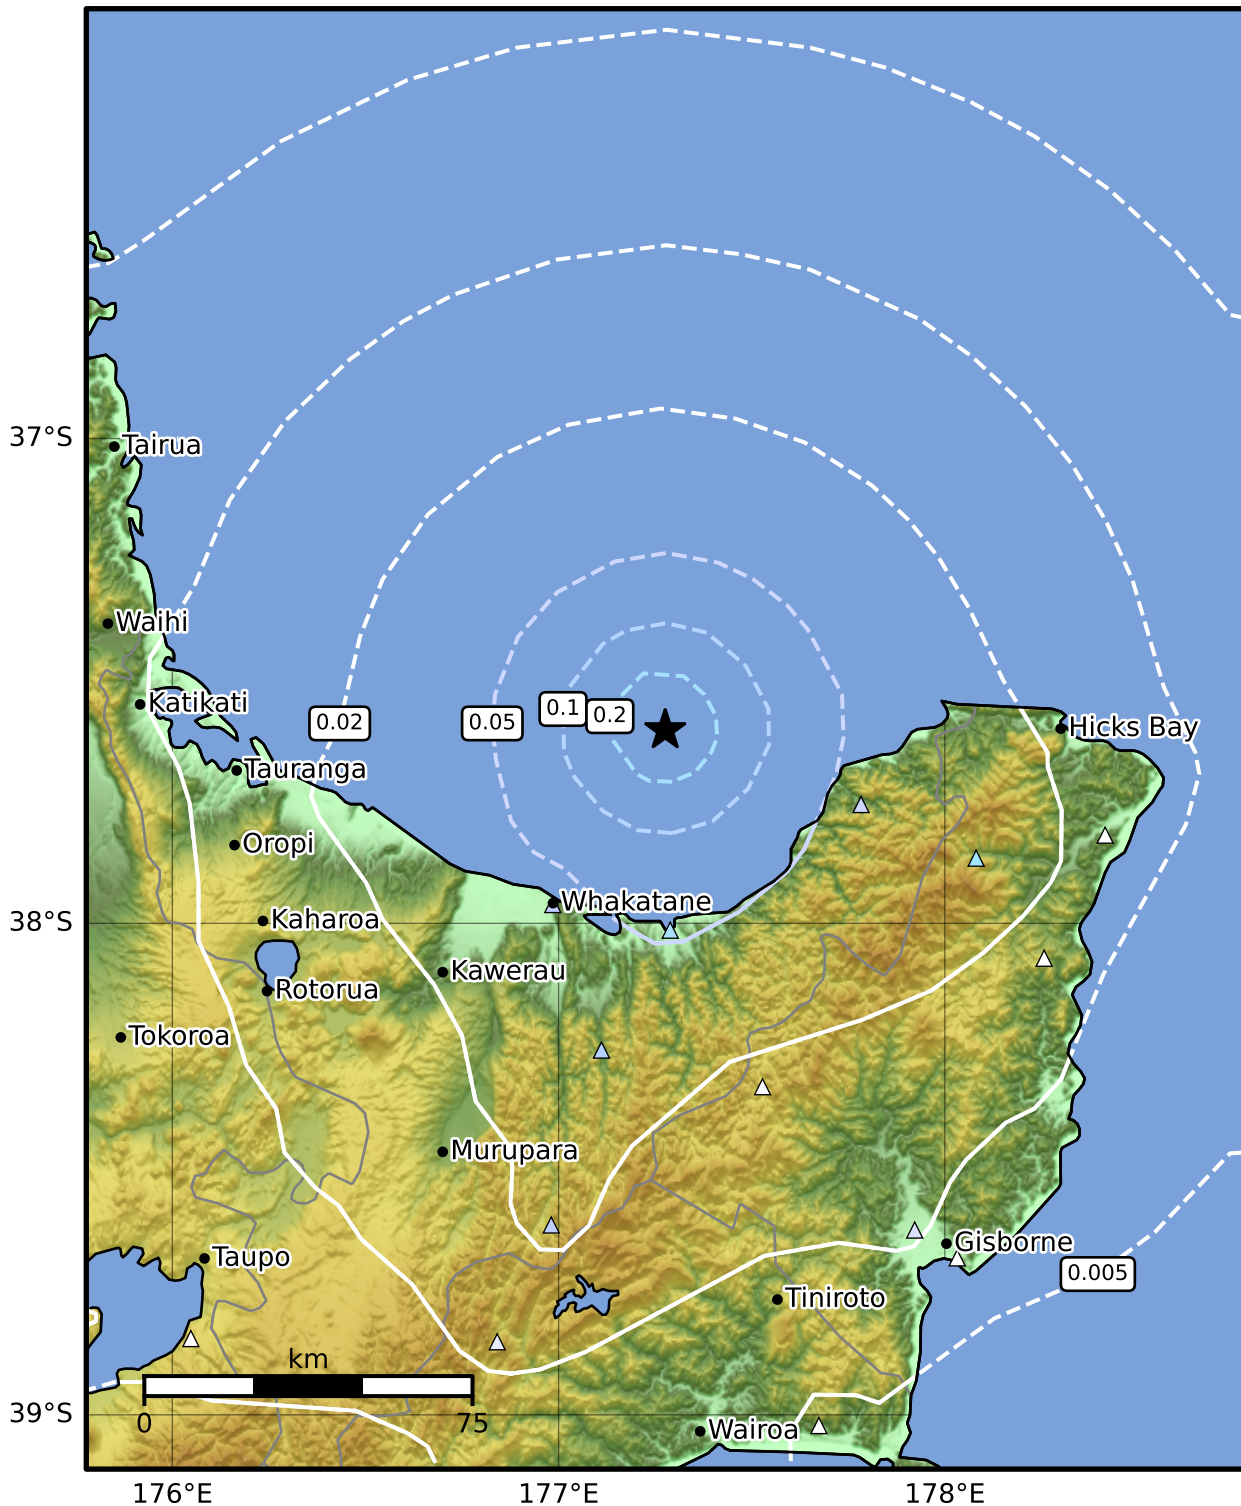 37°S
Tairua
Waihi
Katikati
0.02
0.05
0.1
0.2
Hicks Bay
Tauranga
Oropi
Whakatane
38°S
Kaharoa
Kawerau
Rotorua
Tokoroa
Murupara
Gisborne
Taupo
0.005
Tiniroto
km
0
75
39°S
Wairoa
176°E
177°E
178°E